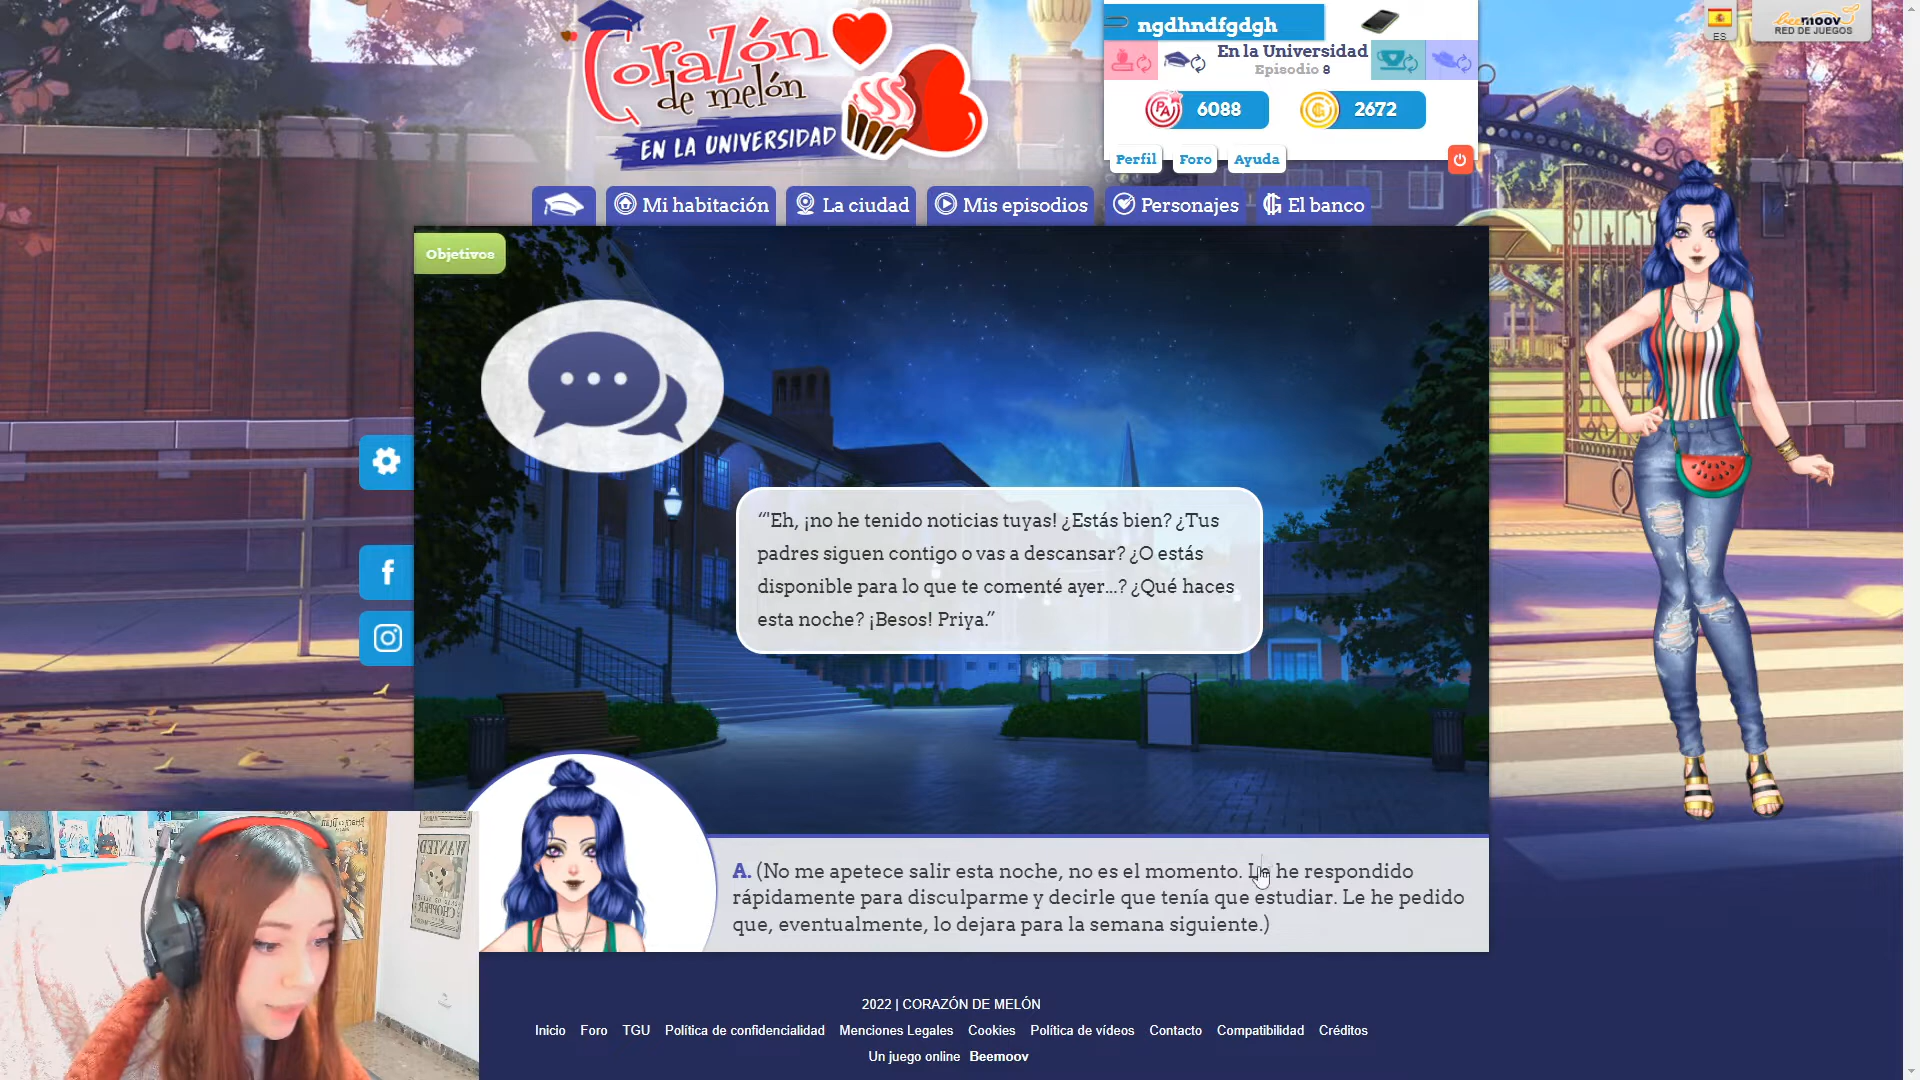 Corazón
de melón
EN LA UNIVERSIDAD
ngdhndfgdgh
En la Universidad
Episodio 8
PA 6088
2672
Perfil
Foro
Ayuda
ES
beemoov
RED DE JUEGOS
Mi habitación
La ciudad
Mis episodios
Personajes
El banco
Objetivos
“"Eh, ¡no he tenido noticias tuyas! ¿Estás bien? ¿Tus
padres siguen contigo o vas a descansar? ¿O estás
disponible para lo que te comenté ayer...? ¿Qué haces
esta noche? ¡Besos! Priya.”
A. (No me apetece salir esta noche, no es el momento. Le he respondido
rápidamente para disculparme y decirle que tenía que estudiar. Le he pedido
que, eventualmente, lo dejara para la semana siguiente.)
WANTED
CHOPPER
2022 | CORAZÓN DE MELÓN
Inicio
Foro
TGU
Política de confidencialidad
Menciones Legales
Cookies
Política de vídeos
Contacto
Compatibilidad
Créditos
Un juego online Beemoov